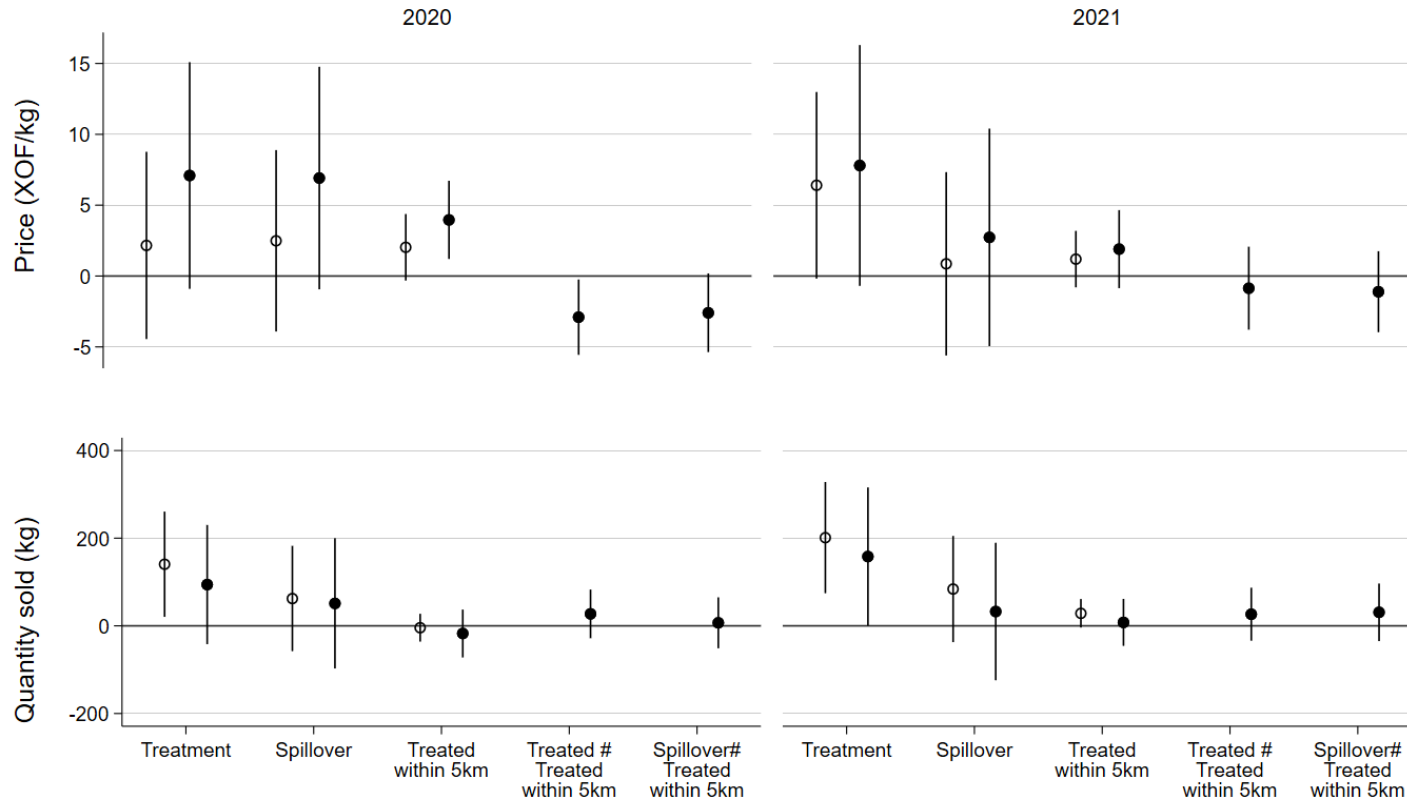 2020 2021
Price (XOF/kg)
15
10
5
0
-5
Quantity sold (kg)
400
200
0
-200
Treatment Spillover Treated Treated # Spillover# Treatment Spillover Treated Treated # Spillover#
within 5km Treated Treated within 5km Treated Treated
within 5km within 5km within 5km within 5km